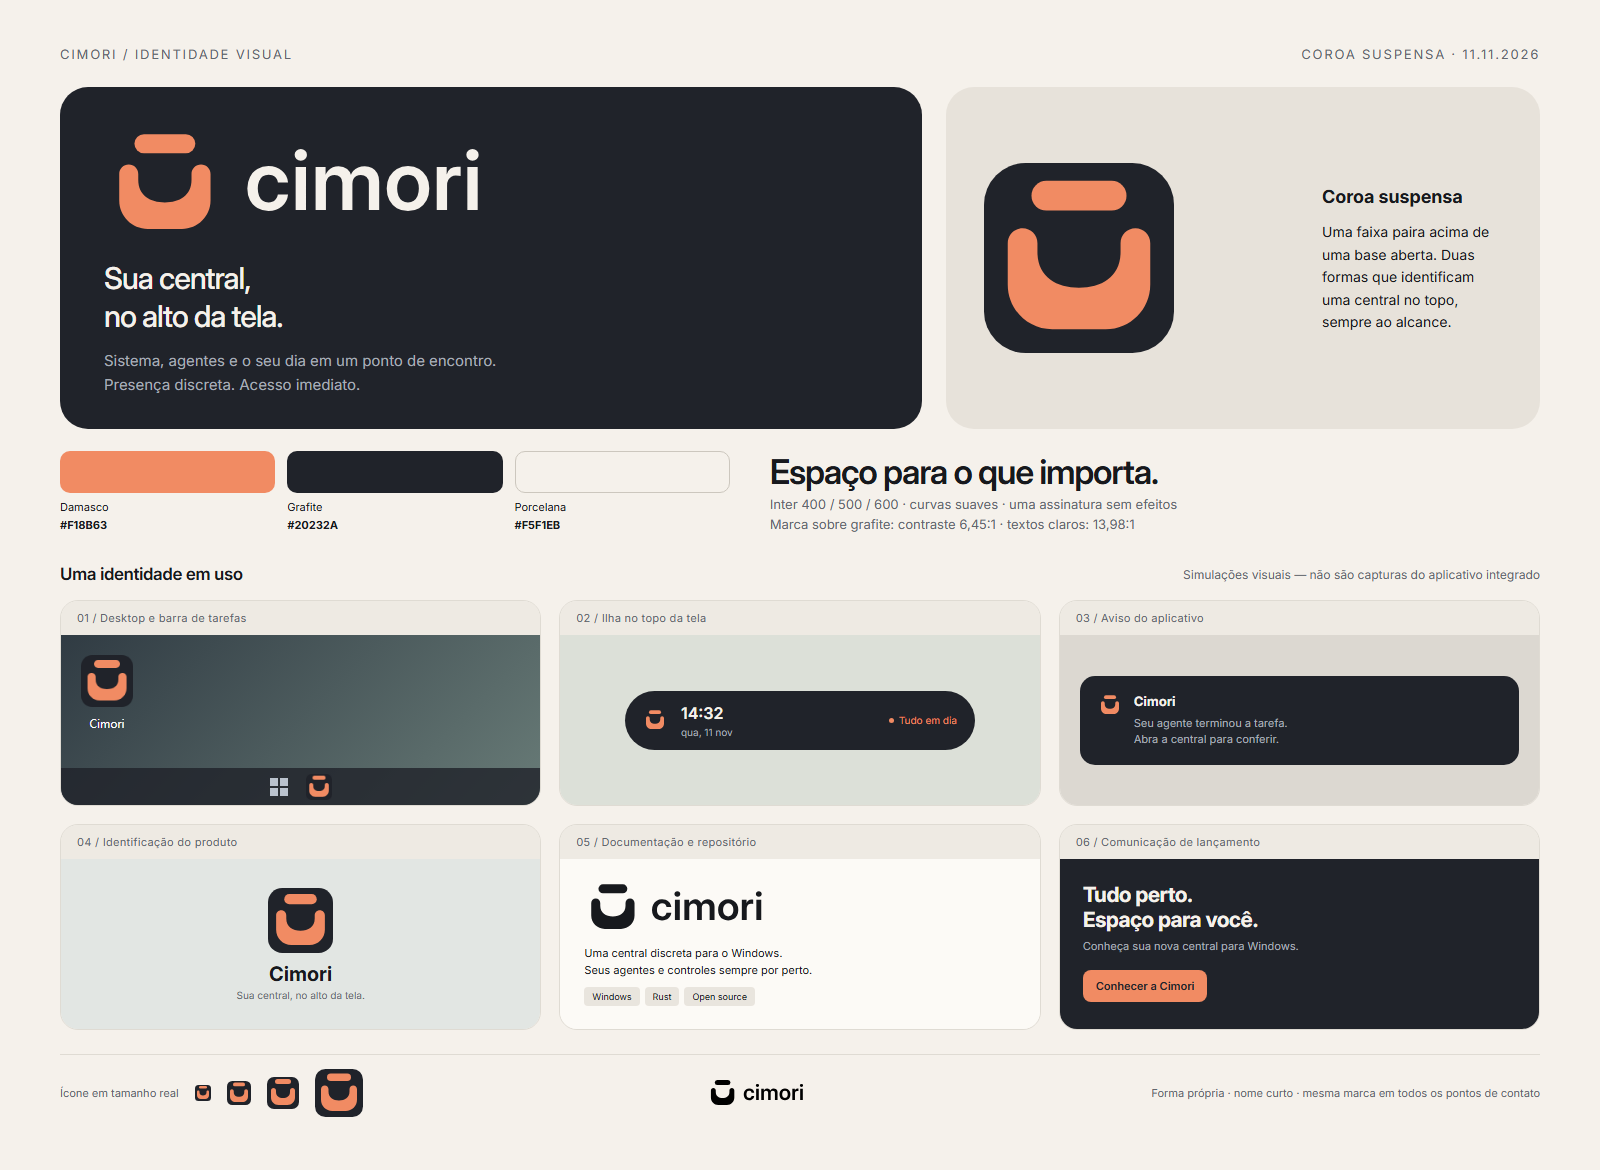 CIMORI / IDENTIDADE VISUAL
COROA SUSPENSA · 11.11.2026
cimori
Sua central,
no alto da tela.
Sistema, agentes e o seu dia em um ponto de encontro.
Presença discreta. Acesso imediato.
Coroa suspensa
Uma faixa paira acima de
uma base aberta. Duas
formas que identificam
uma central no topo,
sempre ao alcance.
Damasco
#F18B63
Grafite
#20232A
Porcelana
#F5F1EB
Espaço para o que importa.
Inter 400 / 500 / 600 · curvas suaves · uma assinatura sem efeitos
Marca sobre grafite: contraste 6,45:1 · textos claros: 13,98:1
Uma identidade em uso
Simulações visuais — não são capturas do aplicativo integrado
01 / Desktop e barra de tarefas
Cimori
02 / Ilha no topo da tela
14:32
qua, 11 nov
Tudo em dia
03 / Aviso do aplicativo
Cimori
Seu agente terminou a tarefa.
Abra a central para conferir.
04 / Identificação do produto
Cimori
Sua central, no alto da tela.
05 / Documentação e repositório
cimori
Uma central discreta para o Windows.
Seus agentes e controles sempre por perto.
Windows
Rust
Open source
06 / Comunicação de lançamento
Tudo perto.
Espaço para você.
Conheça sua nova central para Windows.
Conhecer a Cimori
Ícone em tamanho real
cimori
Forma própria · nome curto · mesma marca em todos os pontos de contato